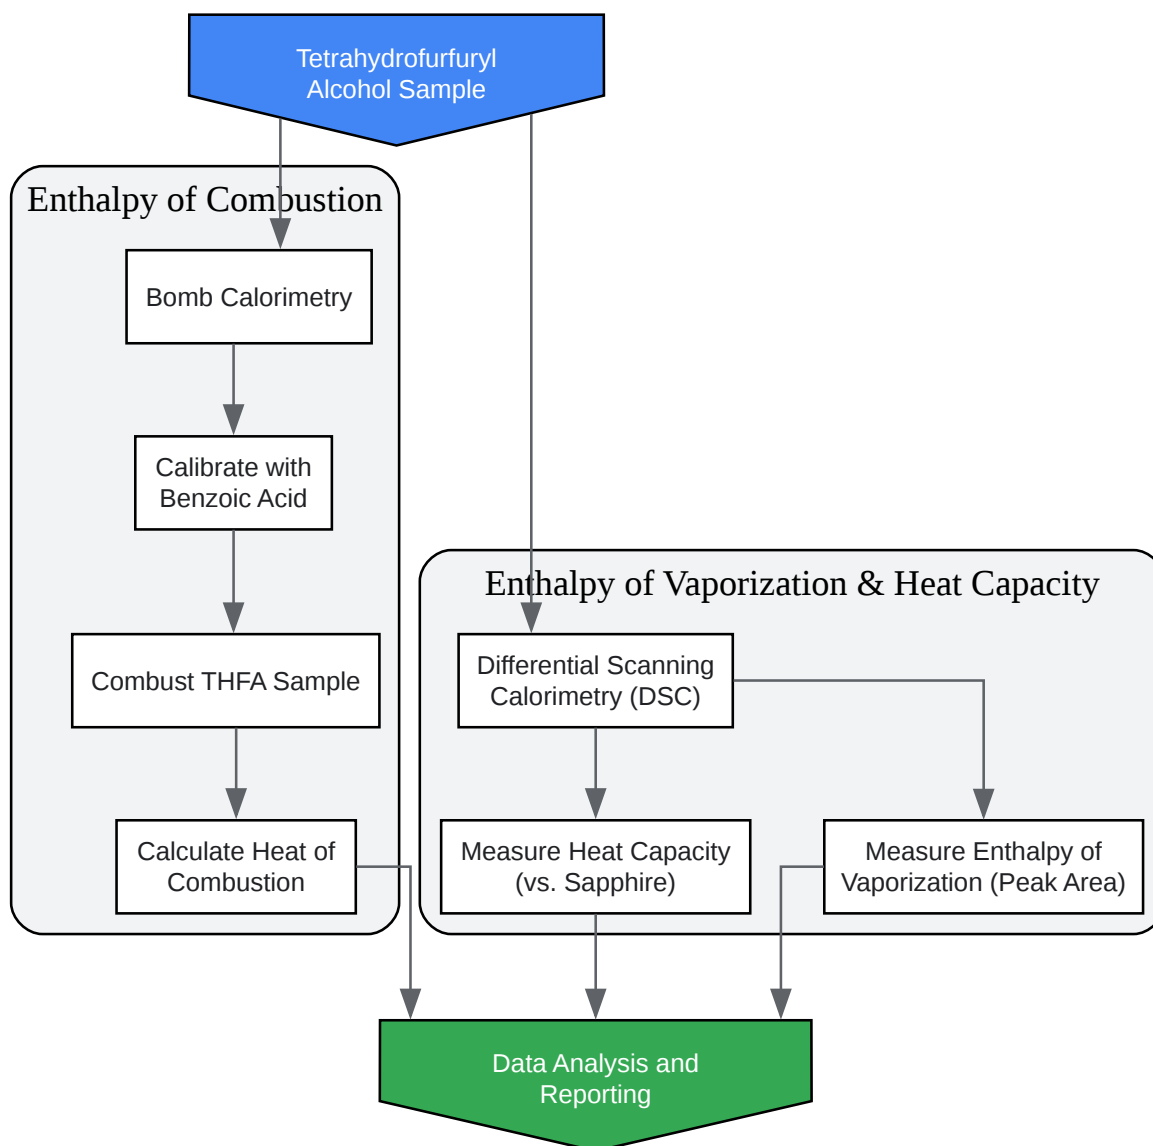 Tetrahydrofurfuryl
Alcohol Sample
Enthalpy of Combustion
Bomb Calorimetry
Calibrate with
Benzoic Acid
Combust THFA Sample
Calculate Heat of
Combustion
Enthalpy of Vaporization & Heat Capacity
Differential Scanning
Calorimetry (DSC)
Measure Heat Capacity
(vs. Sapphire)
Measure Enthalpy of
Vaporization (Peak Area)
Data Analysis and
Reporting